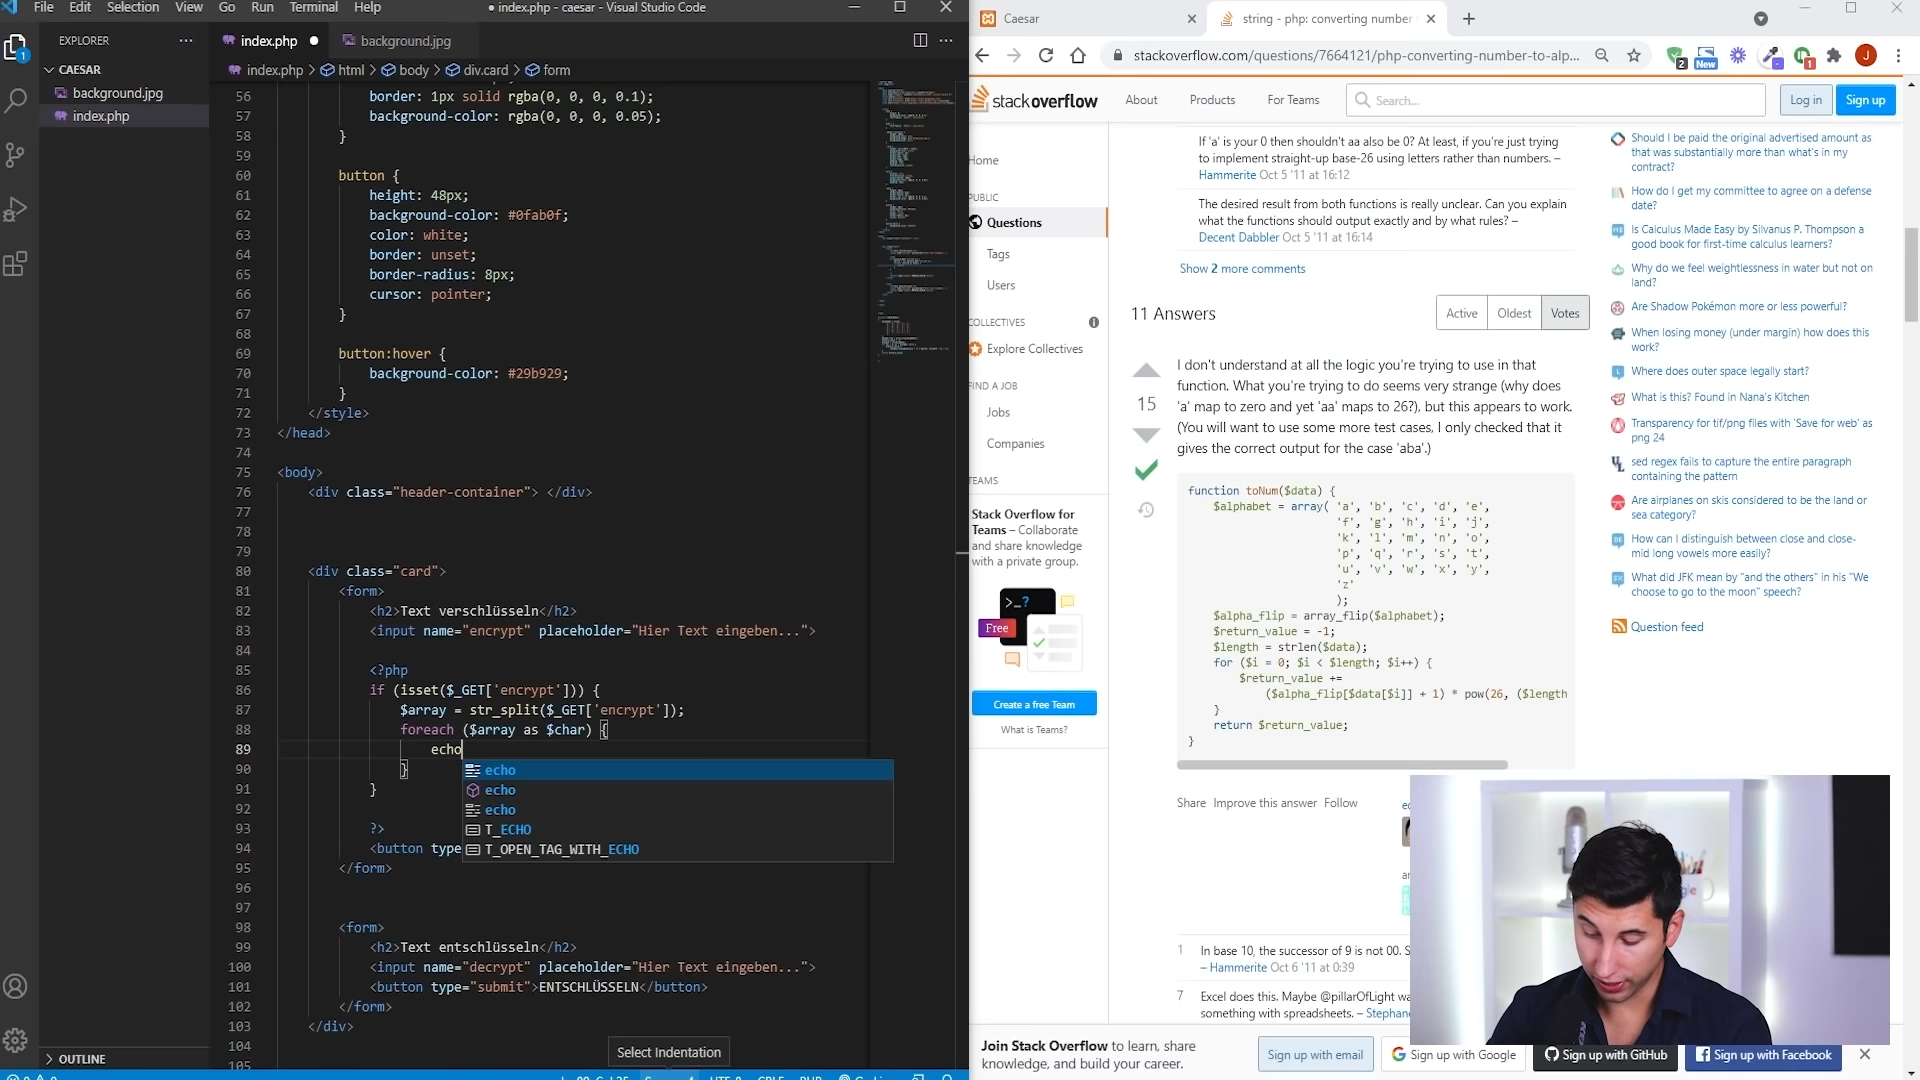 File Edit Selection View Go Run Terminal Help
● index.php - caesar - Visual Studio Code
EXPLORER
CAESAR
background.jpg
index.php
OUTLINE
1
index.php
background.jpg
index.php > html > body > div.card > form
56 border: 1px solid rgba(0, 0, 0, 0.1);
57 background-color: rgba(0, 0, 0, 0.05);
58 }
59
60 button {
61 height: 48px;
62 background-color: #0fab0f;
63 color: white;
64 border: unset;
65 border-radius: 8px;
66 cursor: pointer;
67 }
68
69 button:hover {
70 background-color: #29b929;
71 }
72 </style>
73 </head>
74
75 <body>
76 <div class="header-container"> </div>
77
78
79
80 <div class="card">
81 <form>
82 <h2>Text verschlüsseln</h2>
83 <input name="encrypt" placeholder="Hier Text eingeben...">
84
85 <?php
86 if (isset($_GET['encrypt'])) {
87 $array = str_split($_GET['encrypt']);
88 foreach ($array as $char) {
89 echo
90 }
91 }
92
93 ?>
94 <button type
95 </form>
96
97
98 <form>
99 <h2>Text entschlüsseln</h2>
100 <input name="decrypt" placeholder="Hier Text eingeben...">
101 <button type="submit">ENTSCHLÜSSELN</button>
102 </form>
103 </div>
104
105
echo
echo
echo
T_ECHO
T_OPEN_TAG_WITH_ECHO
Select Indentation
Caesar
string - php: converting number
stackoverflow.com/questions/7664121/php-converting-number-to-alp...
2
New
1
J
stackoverflow
About
Products
For Teams
Search...
Log in
Sign up
Home
PUBLIC
Questions
Tags
Users
COLLECTIVES
Explore Collectives
FIND A JOB
Jobs
Companies
TEAMS
Stack Overflow for
Teams – Collaborate
and share knowledge
with a private group.
>_?
Free
Create a free Team
What is Teams?
If 'a' is your 0 then shouldn't aa also be 0? At least, if you're just trying
to implement straight-up base-26 using letters rather than numbers. –
Hammerite Oct 5 '11 at 16:12
The desired result from both functions is really unclear. Can you explain
what the functions should output exactly and by what rules? –
Decent Dabbler Oct 5 '11 at 16:14
Show 2 more comments
11 Answers
Active
Oldest
Votes
15
I don't understand at all the logic you're trying to use in that
function. What you're trying to do seems very strange (why does
'a' map to zero and yet 'aa' maps to 26?), but this appears to work.
(You will want to use some more test cases, I only checked that it
gives the correct output for the case 'aba'.)
function toNum($data) {
$alphabet = array( 'a', 'b', 'c', 'd', 'e',
'f', 'g', 'h', 'i', 'j',
'k', 'l', 'm', 'n', 'o',
'p', 'q', 'r', 's', 't',
'u', 'v', 'w', 'x', 'y',
'z'
);
$alpha_flip = array_flip($alphabet);
$return_value = -1;
$length = strlen($data);
for ($i = 0; $i < $length; $i++) {
$return_value +=
($alpha_flip[$data[$i]] + 1) * pow(26, ($length
}
return $return_value;
}
Share Improve this answer Follow
1 In base 10, the successor of 9 is not 00. S
– Hammerite Oct 6 '11 at 0:39
7 Excel does this. Maybe @pillarOfLight wa
something with spreadsheets. – Stephan
Should I be paid the original advertised amount as
that was substantially more than what's in my
contract?
How do I get my committee to agree on a defense
date?
Is Calculus Made Easy by Silvanus P. Thompson a
good book for first-time calculus learners?
Why do we feel weightlessness in water but not on
land?
Are Shadow Pokémon more or less powerful?
When losing money (under margin) how does this
work?
Where does outer space legally start?
What is this? Found in Nana's Kitchen
Transparency for tif/png files with 'Save for web' as
png 24
sed regex fails to capture the entire paragraph
containing the pattern
Are airplanes on skis considered to be the land or
sea category?
How can I distinguish between close and close-
mid long vowels more easily?
What did JFK mean by "and the others" in his "We
choose to go to the moon" speech?
Question feed
Join Stack Overflow to learn, share
knowledge, and build your career.
Sign up with email
Sign up with Google
Sign up with GitHub
Sign up with Facebook